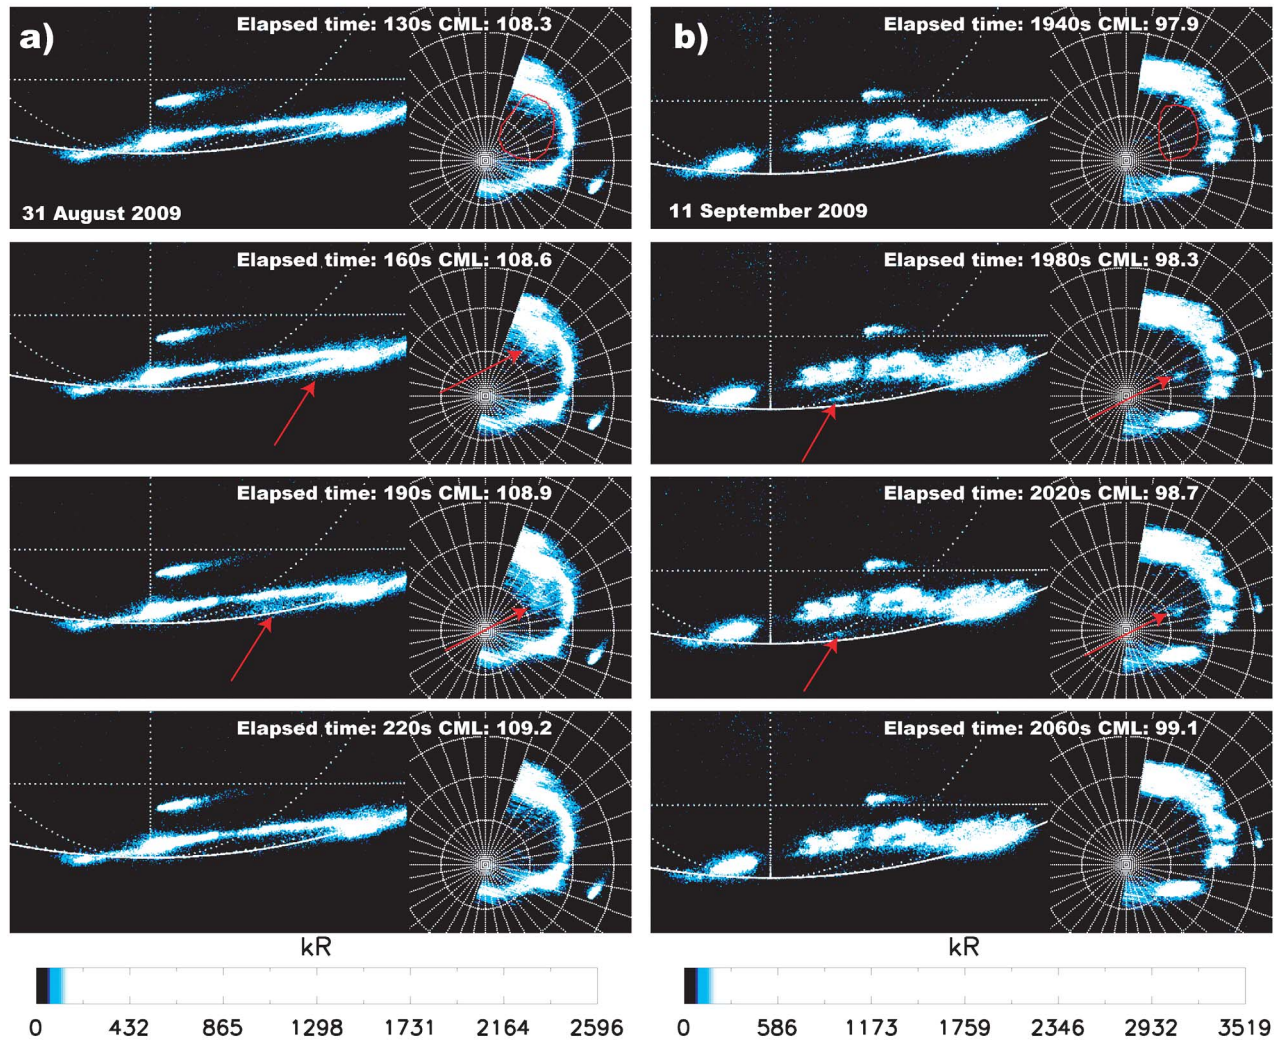 a)
Elapsed time: 130s CML: 108.3
31 August 2009
Elapsed time: 160s CML: 108.6
Elapsed time: 190s CML: 108.9
Elapsed time: 220s CML: 109.2
kR
0 432 865 1298 1731 2164 2596
b)
Elapsed time: 1940s CML: 97.9
11 September 2009
Elapsed time: 1980s CML: 98.3
Elapsed time: 2020s CML: 98.7
Elapsed time: 2060s CML: 99.1
kR
0 586 1173 1759 2346 2932 3519